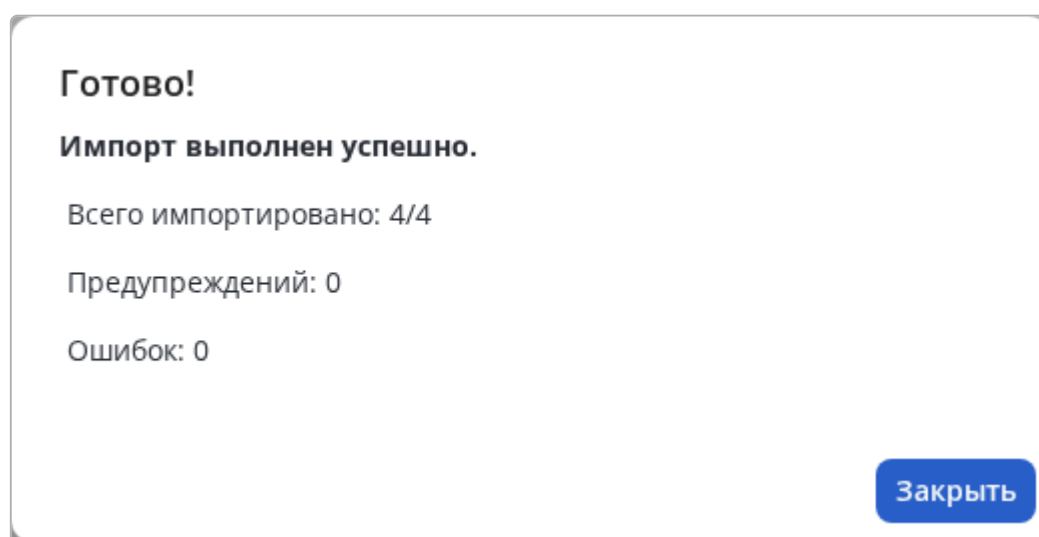 Готово!
Импорт выполнен успешно.
Всего импортировано: 4/4
Предупреждений: 0
Ошибок: 0
Закрыть